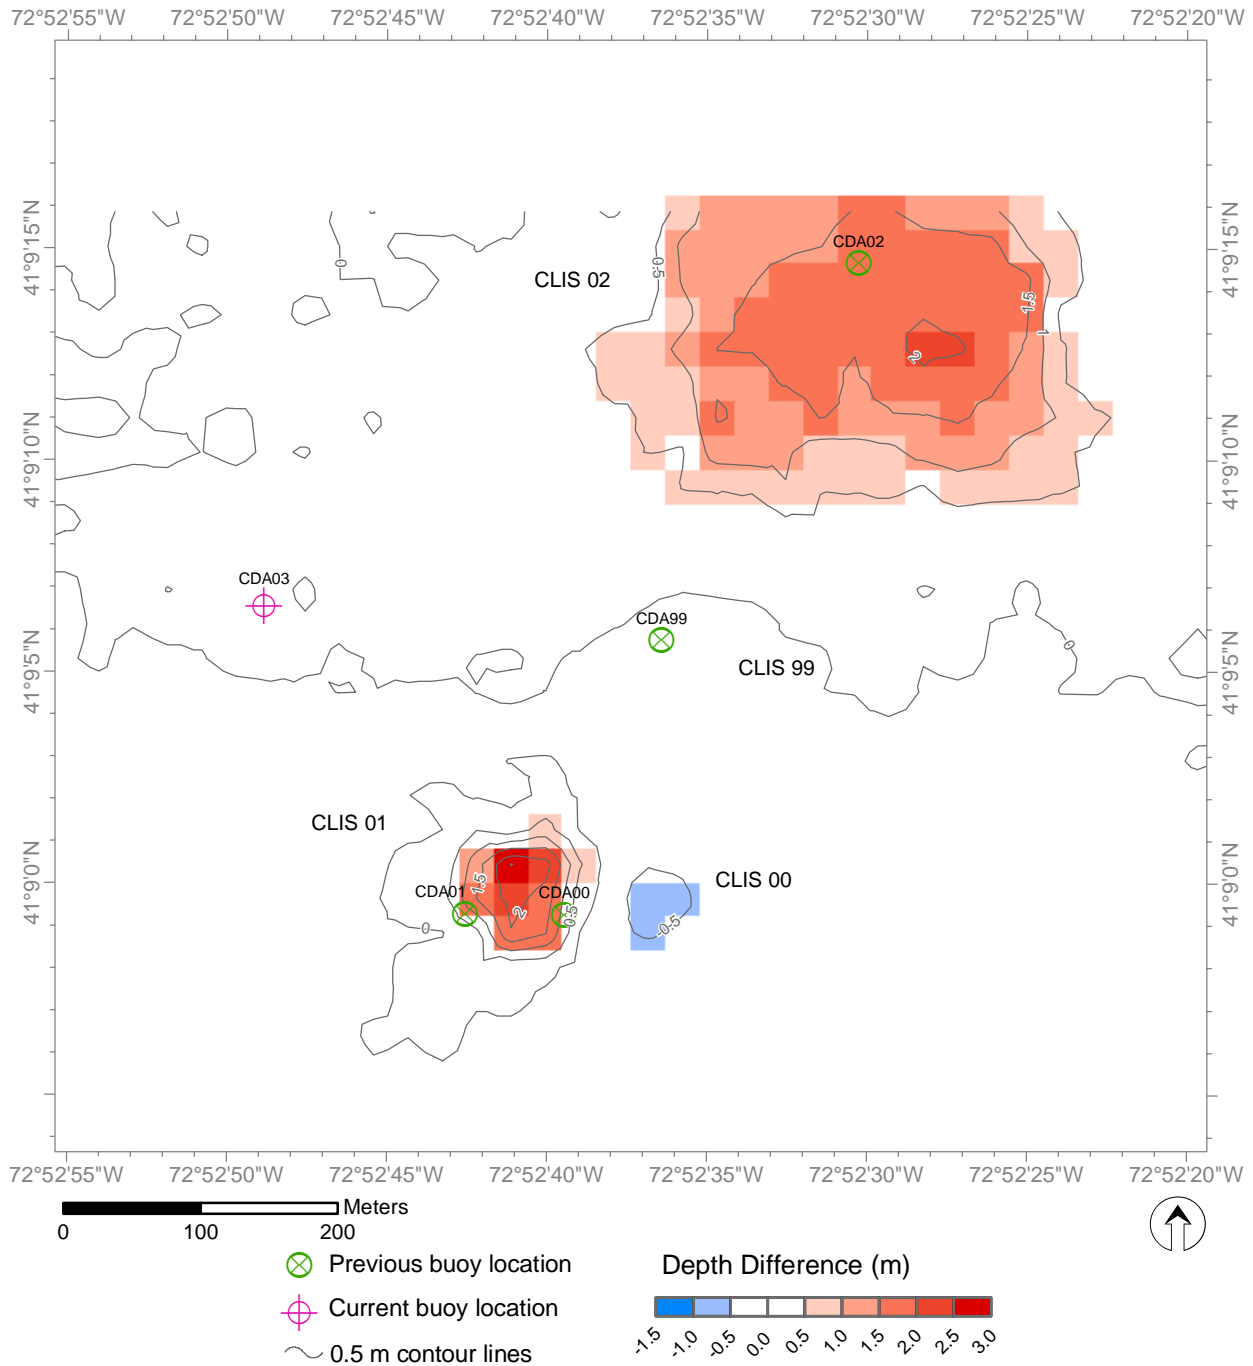 72°52'55"W 72°52'50"W 72°52'45"W 72°52'40"W 72°52'35"W 72°52'30"W 72°52'25"W 72°52'20"W
41°9'15"N
41°9'15"N
CDA02
CLIS 02
0
0.5
1.5
1
2
41°9'10"N
41°9'10"N
CDA03
CDA99
CLIS 99
0
41°9'5"N
41°9'5"N
CLIS 01
CLIS 00
41°9'0"N
41°9'0"N
CDA01
1.5
CDA00
2
0.5
0
-0.5
72°52'55"W 72°52'50"W 72°52'45"W 72°52'40"W 72°52'35"W 72°52'30"W 72°52'25"W 72°52'20"W
Meters
0 100 200
Previous buoy location
Current buoy location
0.5 m contour lines
Depth Difference (m)
-1.5 -1.0 -0.5 0.0 0.5 1.0 1.5 2.0 2.5 3.0